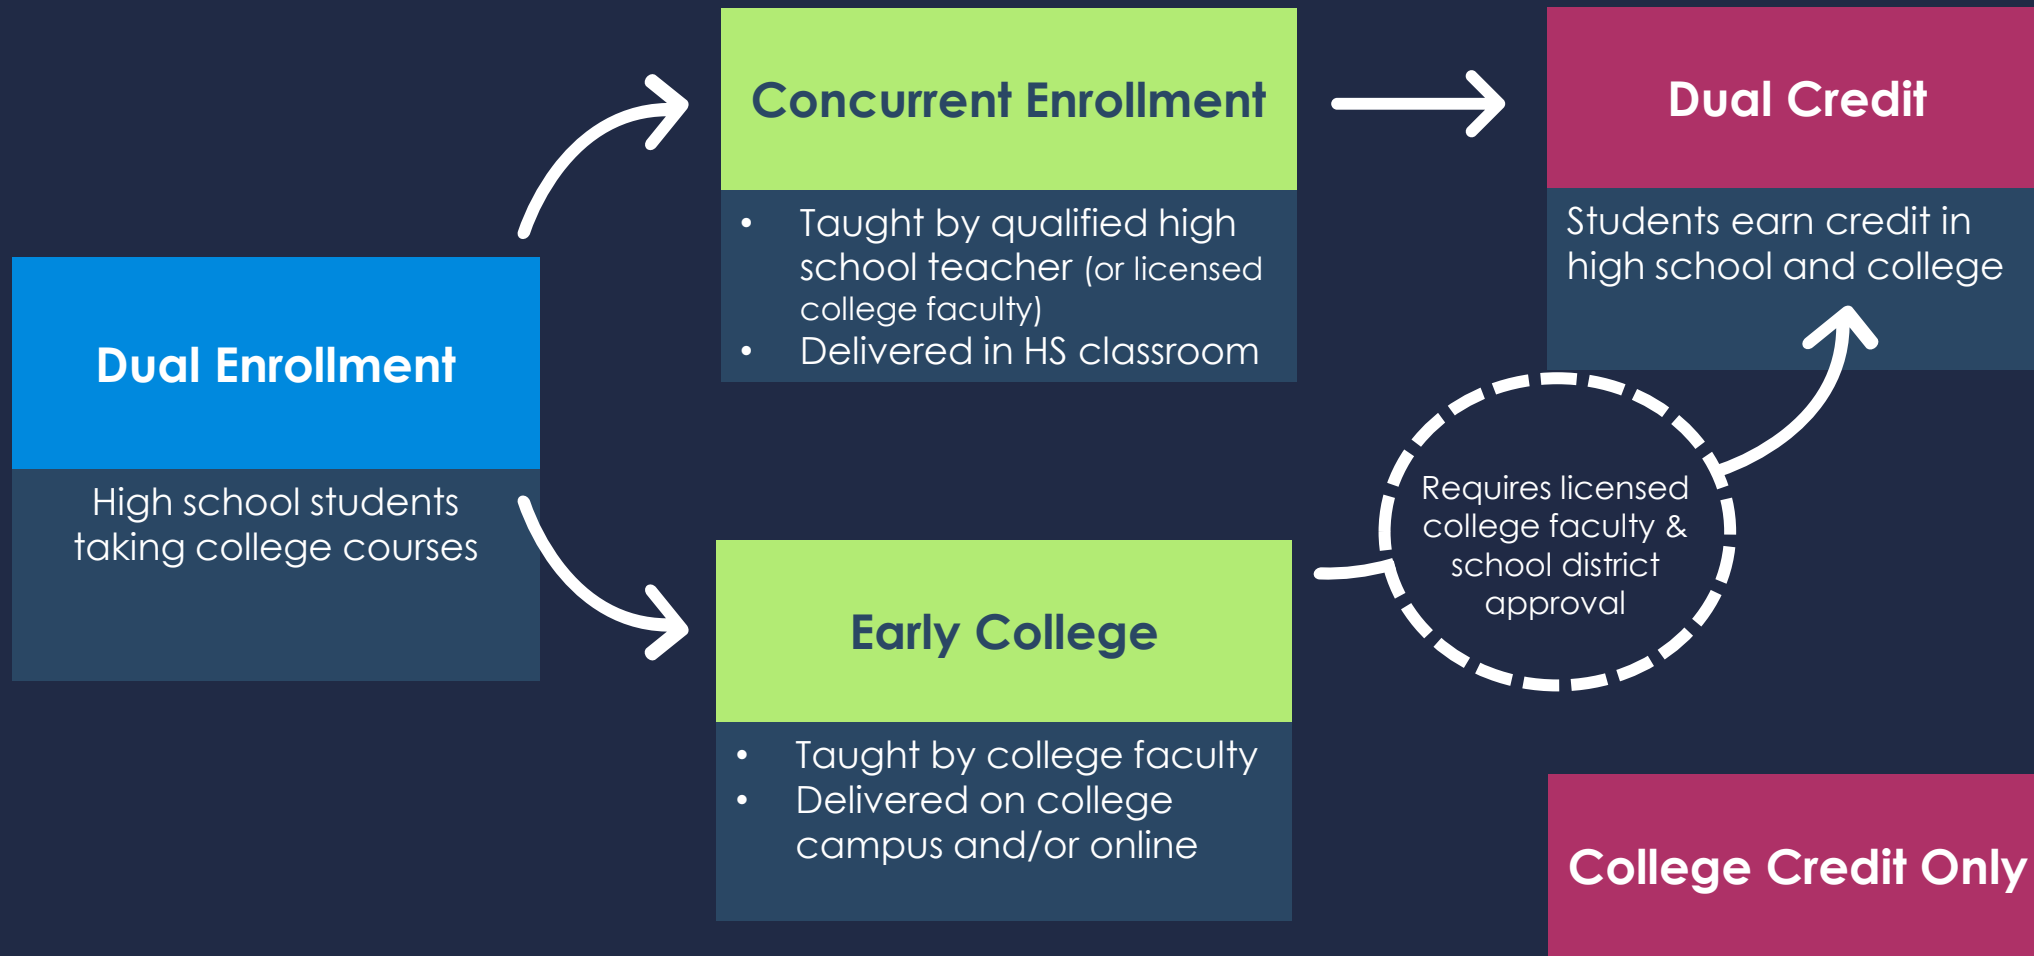 Dual Enrollment
High school students
taking college courses
Concurrent Enrollment
• Taught by qualified high
school teacher (or licensed
college faculty)
• Delivered in HS classroom
Early College
• Taught by college faculty
• Delivered on college
campus and/or online
Requires licensed
college faculty &
school district
approval
Dual Credit
Students earn credit in
high school and college
College Credit Only